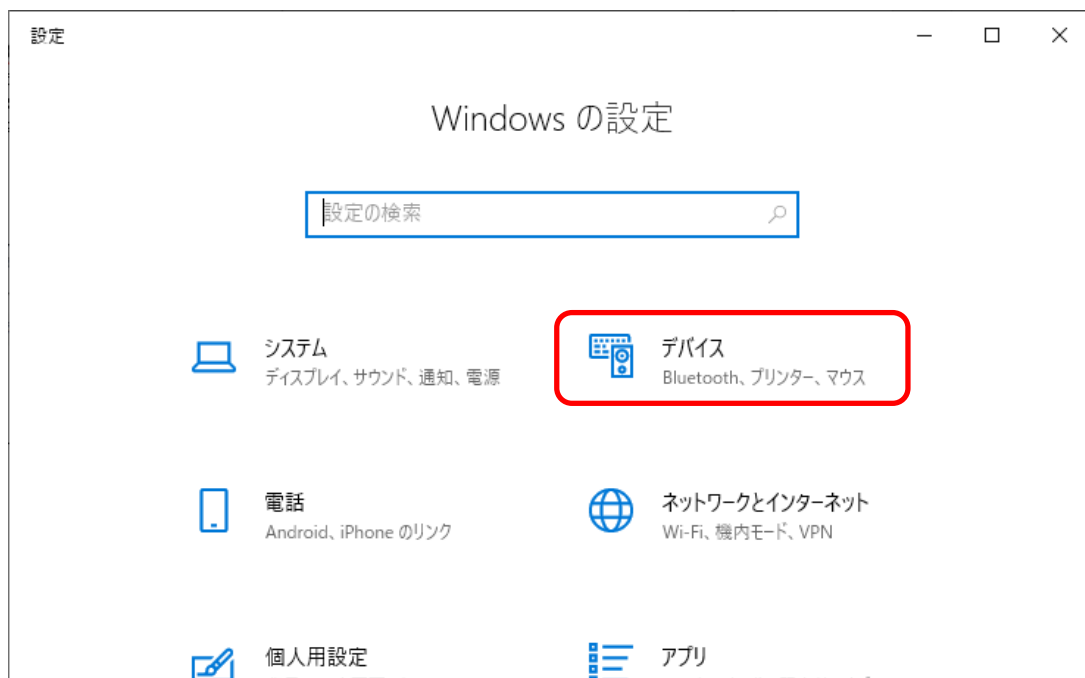 設定
Windows の設定
設定の検索
システム
ディスプレイ、サウンド、通知、電源
デバイス
Bluetooth、プリンター、マウス
電話
Android、iPhone のリンク
ネットワークとインターネット
Wi-Fi、機内モード、VPN
個人用設定
アプリ